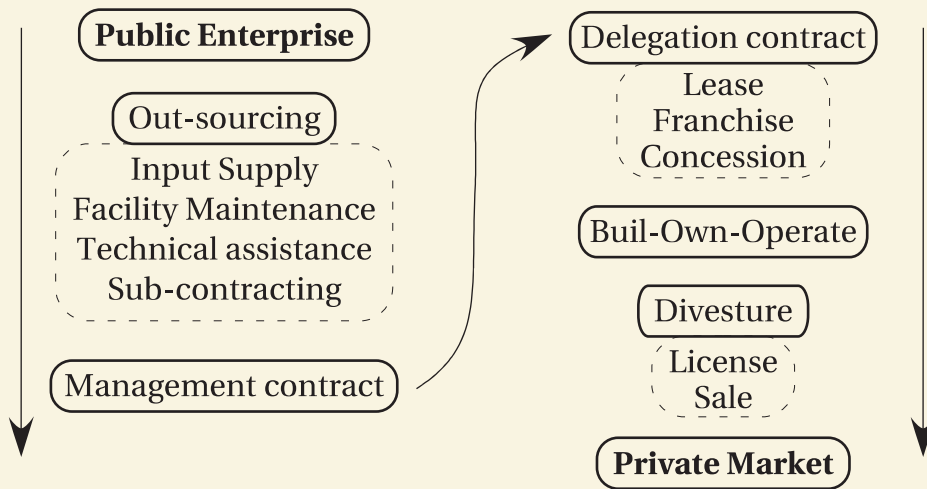 Public Enterprise
Out-sourcing
Input Supply
Facility Maintenance
Technical assistance
Sub-contracting
Management contract
Delegation contract
Lease
Franchise
Concession
Buil-Own-Operate
Divesture
License
Sale
Private Market